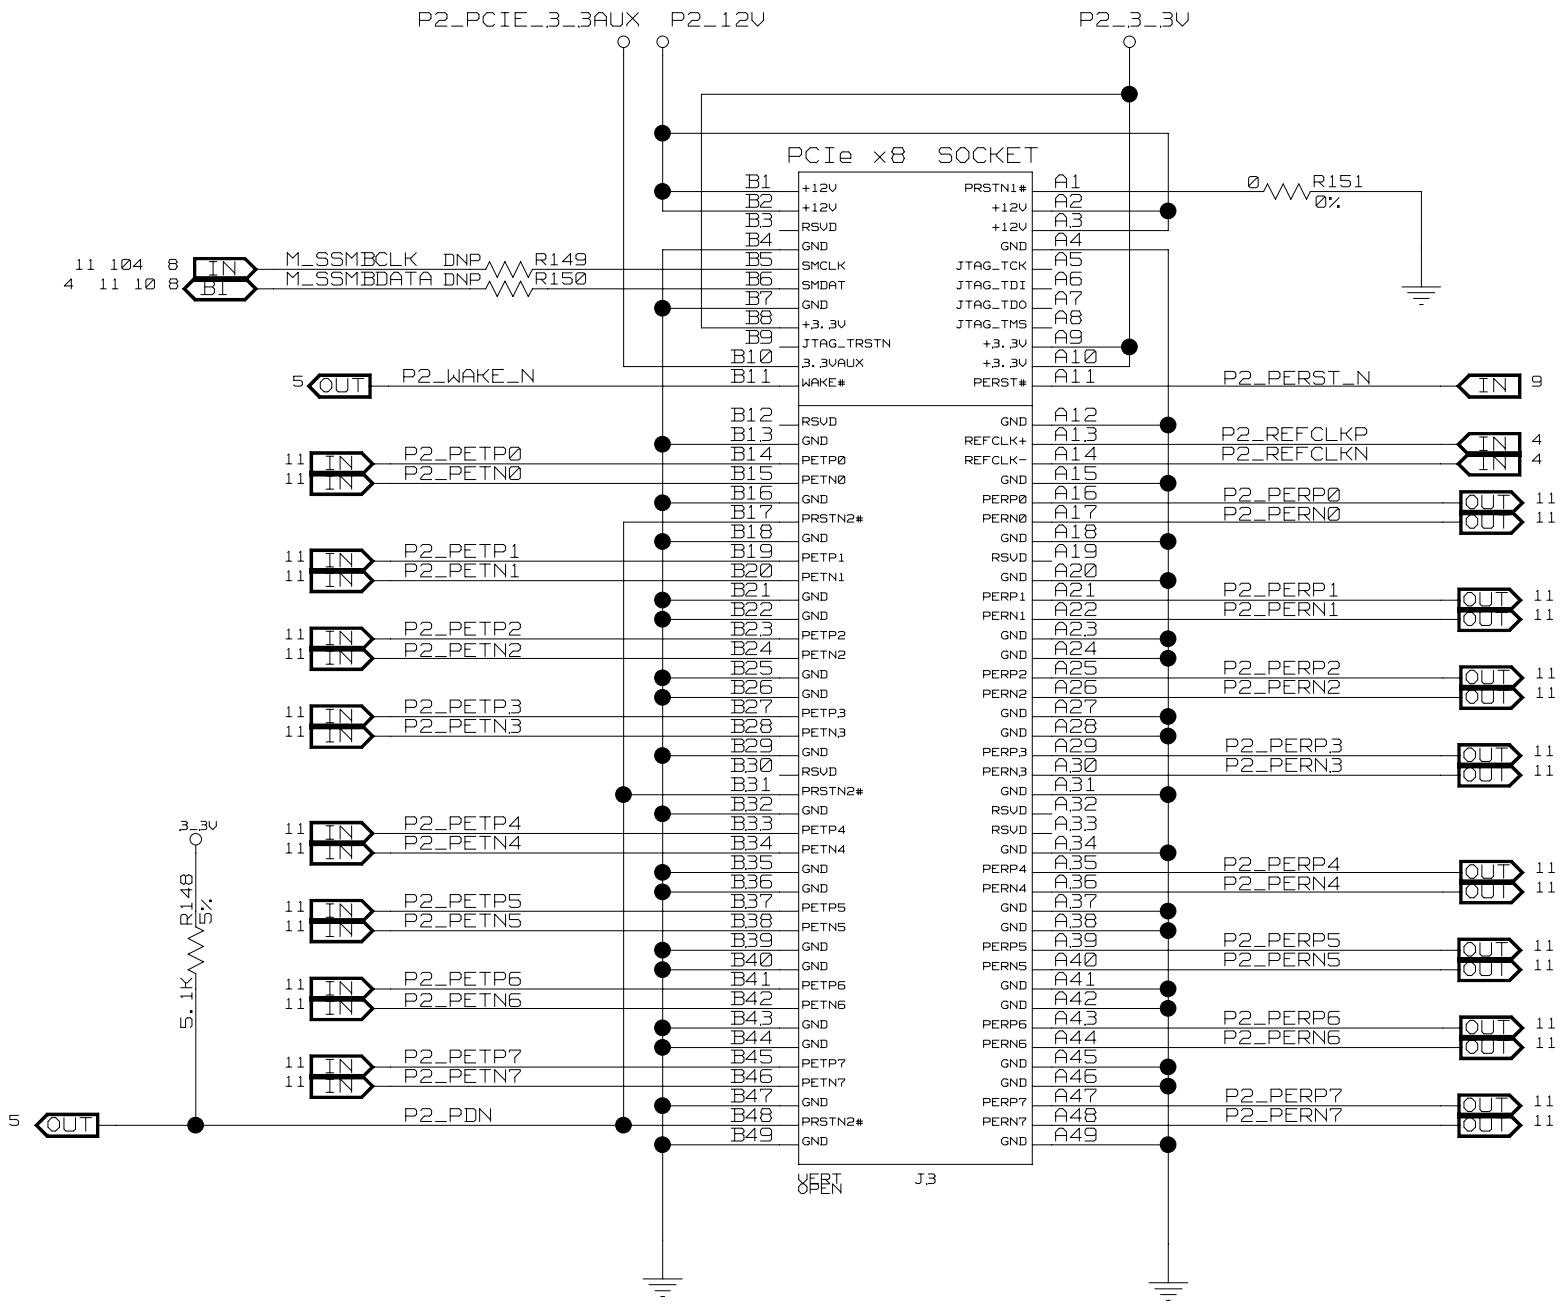 P2_PCIE_3_3AUX P2_12V P2_3_3V
PCIe x8 SOCKET
B1 +12V PRSTN1# A1 0 R151
0%
B2 +12V +12V A2
B3 RSVD +12V A3
B4 GND GND A4
11 104 8 IN M_SSMBCLK DNP R149 B5 SMCLK JTAG_TCK A5
4 11 10 8 BI M_SSMBDATA DNP R150 B6 SMDAT JTAG_TDI A6
B7 GND JTAG_TDO A7
B8 +3.3V JTAG_TMS A8
B9 JTAG_TRSTN +3.3V A9
B10 3.3VAUX +3.3V A10
5 OUT P2_WAKE_N B11 WAKE# PERST# A11 P2_PERST_N IN 9
B12 RSVD GND A12
B13 GND REFCLK+ A13 P2_REFCLKP IN 4
11 IN P2_PETP0 B14 PETP0 REFCLK- A14 P2_REFCLKN IN 4
11 IN P2_PETN0 B15 PETN0 GND A15
B16 GND PERP0 A16 P2_PERP0 OUT 11
B17 PRSTN2# PERN0 A17 P2_PERN0 OUT 11
B18 GND GND A18
11 IN P2_PETP1 B19 PETP1 RSVD A19
11 IN P2_PETN1 B20 PETN1 GND A20
B21 GND PERP1 A21 P2_PERP1 OUT 11
B22 GND PERN1 A22 P2_PERN1 OUT 11
11 IN P2_PETP2 B23 PETP2 GND A23
11 IN P2_PETN2 B24 PETN2 GND A24
B25 GND PERP2 A25 P2_PERP2 OUT 11
B26 GND PERN2 A26 P2_PERN2 OUT 11
11 IN P2_PETP3 B27 PETP3 GND A27
11 IN P2_PETN3 B28 PETN3 GND A28
B29 GND PERP3 A29 P2_PERP3 OUT 11
B30 RSVD PERN3 A30 P2_PERN3 OUT 11
B31 PRSTN2# GND A31
B32 GND RSVD A32
3_3V
11 IN P2_PETP4 B33 PETP4 RSVD A33
11 IN P2_PETN4 B34 PETN4 GND A34
B35 GND PERP4 A35 P2_PERP4 OUT 11
B36 GND PERN4 A36 P2_PERN4 OUT 11
R148 5%
5.1K
11 IN P2_PETP5 B37 PETP5 GND A37
11 IN P2_PETN5 B38 PETN5 GND A38
B39 GND PERP5 A39 P2_PERP5 OUT 11
B40 GND PERN5 A40 P2_PERN5 OUT 11
11 IN P2_PETP6 B41 PETP6 GND A41
11 IN P2_PETN6 B42 PETN6 GND A42
B43 GND PERP6 A43 P2_PERP6 OUT 11
B44 GND PERN6 A44 P2_PERN6 OUT 11
11 IN P2_PETP7 B45 PETP7 GND A45
11 IN P2_PETN7 B46 PETN7 GND A46
B47 GND PERP7 A47 P2_PERP7 OUT 11
5 OUT P2_PDN B48 PRSTN2# PERN7 A48 P2_PERN7 OUT 11
B49 GND GND A49
VERT J3
OPEN